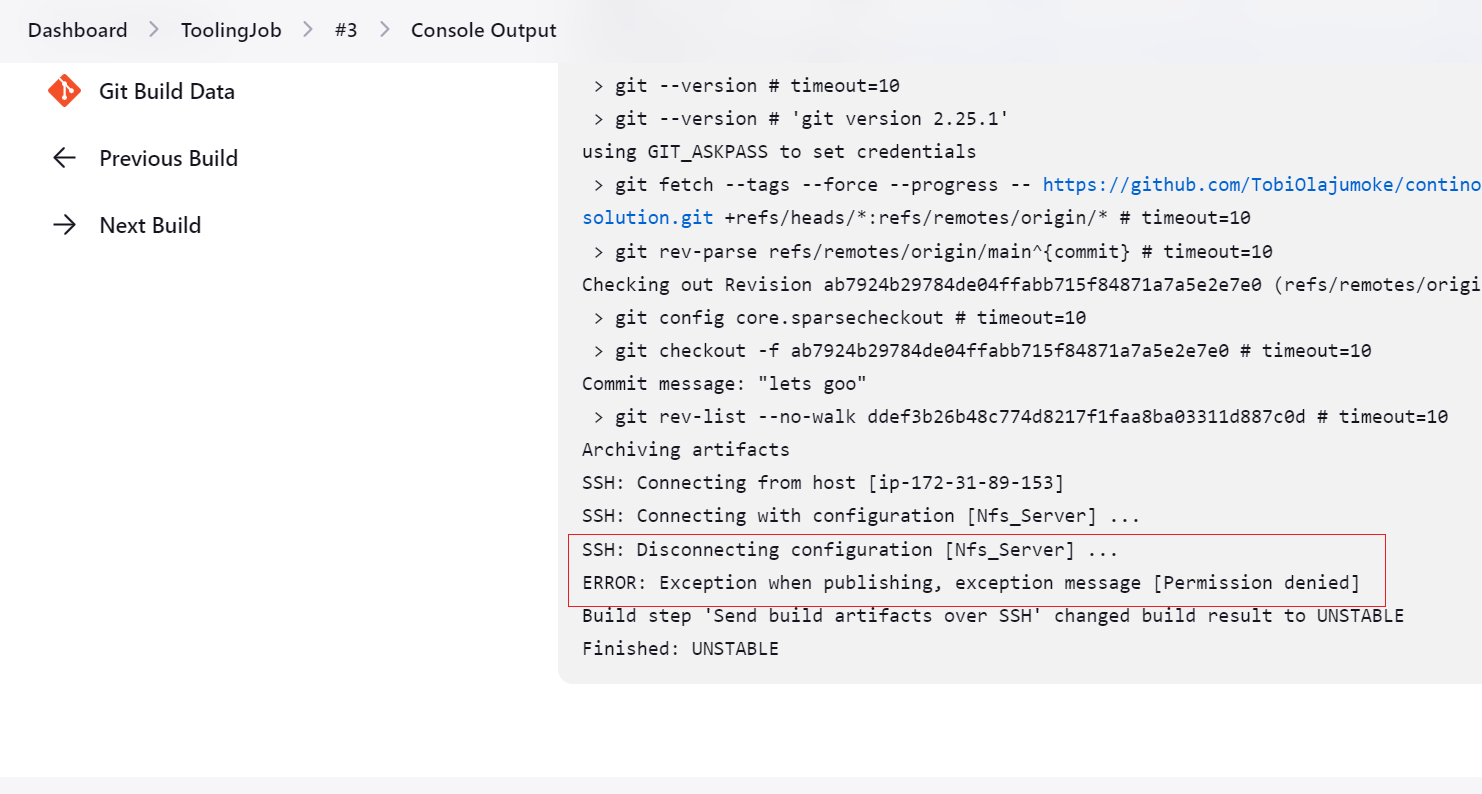 Dashboard > ToolingJob > #3 > Console Output
Git Build Data
Previous Build
Next Build
> git --version # timeout=10
> git --version # 'git version 2.25.1'
using GIT_ASKPASS to set credentials
> git fetch --tags --force --progress -- https://github.com/TobiOlajumoke/contino
solution.git +refs/heads/*:refs/remotes/origin/* # timeout=10
> git rev-parse refs/remotes/origin/main^{commit} # timeout=10
Checking out Revision ab7924b29784de04ffabb715f84871a7a5e2e7e0 (refs/remotes/origi
> git config core.sparsecheckout # timeout=10
> git checkout -f ab7924b29784de04ffabb715f84871a7a5e2e7e0 # timeout=10
Commit message: "lets goo"
> git rev-list --no-walk ddef3b26b48c774d8217f1faa8ba03311d887c0d # timeout=10
Archiving artifacts
SSH: Connecting from host [ip-172-31-89-153]
SSH: Connecting with configuration [Nfs_Server] ...
SSH: Disconnecting configuration [Nfs_Server] ...
ERROR: Exception when publishing, exception message [Permission denied]
Build step 'Send build artifacts over SSH' changed build result to UNSTABLE
Finished: UNSTABLE